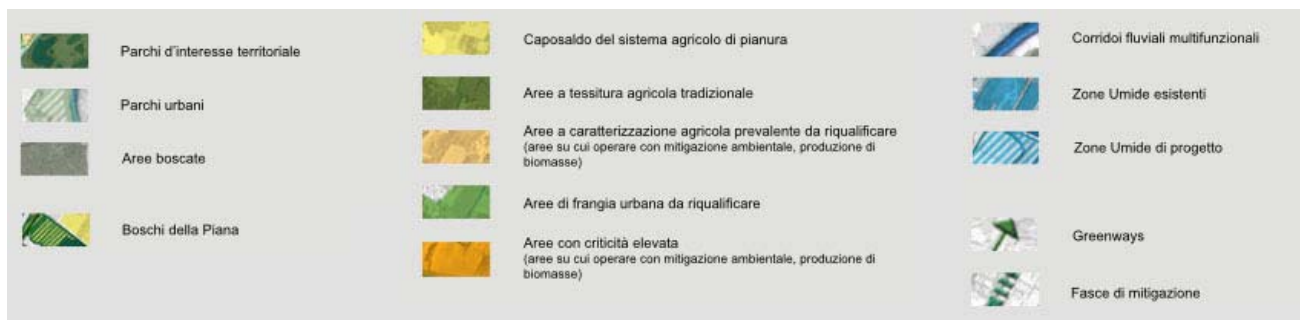 Parchi d'interesse territoriale
Parchi urbani
Aree boscate
Boschi della Piana
Caposaldo del sistema agricolo di pianura
Aree a tessitura agricola tradizionale
Aree a caratterizzazione agricola prevalente da riqualificare
(aree su cui operare con mitigazione ambientale, produzione di
biomasse)
Aree di frangia urbana da riqualificare
Aree con criticità elevata
(aree su cui operare con mitigazione ambientale, produzione di
biomasse)
Corridoi fluviali multifunzionali
Zone Umide esistenti
Zone Umide di progetto
Greenways
Fasce di mitigazione